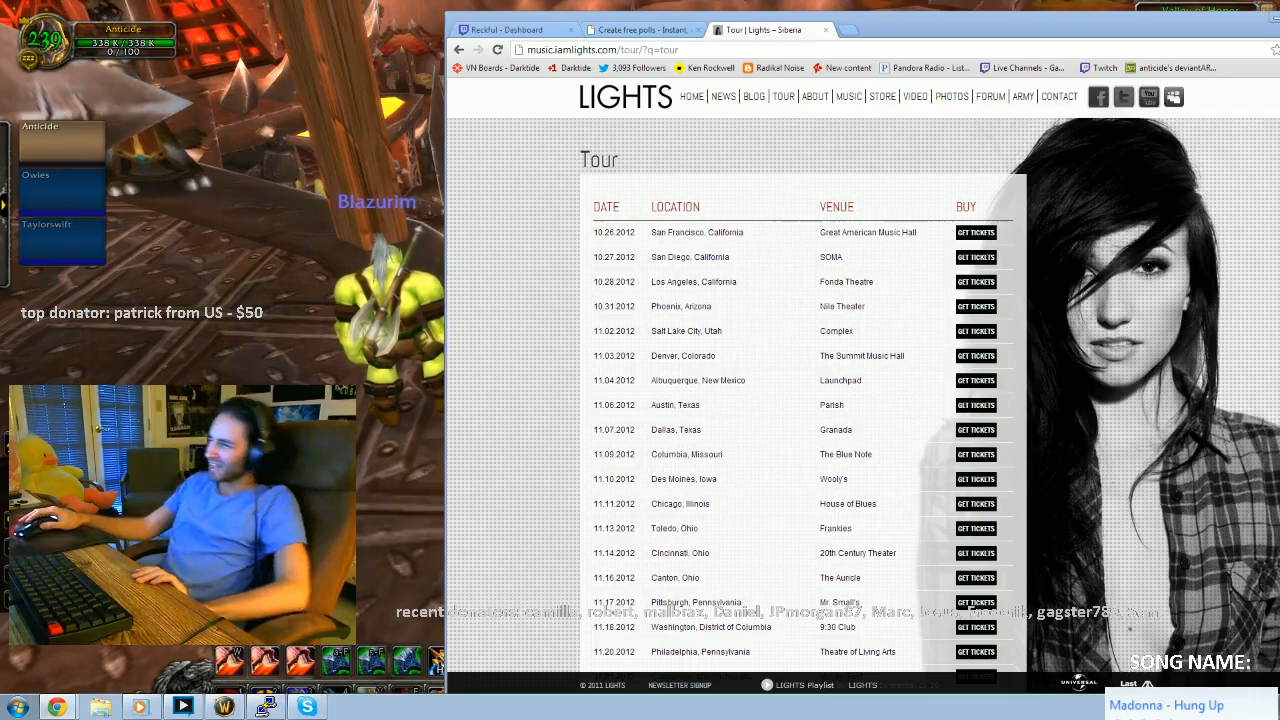 Valley of Honor
Anticide
239
338 K / 338 K
0 / 100
zzz
Anticide
Owies
Taylorswift
Blazurim
top donator: patrick from US - $50
Reckful - Dashboard
Create free polls - Instant,
Tour | Lights – Siberia
music.iamlights.com/tour/?q=tour
VN Boards - Darktide
+1 Darktide
3,093 Followers
Ken Rockwell
Radikal Noise
New content
Pandora Radio - List...
Live Channels - Ga...
Twitch
anticide's deviantAR...
LIGHTS
HOME | NEWS | BLOG | TOUR | ABOUT | MUSIC | STORE | VIDEO | PHOTOS | FORUM | ARMY | CONTACT
Tour
DATE LOCATION VENUE BUY
10.26.2012 San Francisco, California Great American Music Hall GET TICKETS
10.27.2012 San Diego, California SOMA GET TICKETS
10.28.2012 Los Angeles, California Fonda Theatre GET TICKETS
10.31.2012 Phoenix, Arizona Nile Theater GET TICKETS
11.02.2012 Salt Lake City, Utah Complex GET TICKETS
11.03.2012 Denver, Colorado The Summit Music Hall GET TICKETS
11.04.2012 Albuquerque, New Mexico Launchpad GET TICKETS
11.06.2012 Austin, Texas Parish GET TICKETS
11.07.2012 Dallas, Texas Granada GET TICKETS
11.09.2012 Columbia, Missouri The Blue Note GET TICKETS
11.10.2012 Des Moines, Iowa Wooly's GET TICKETS
11.11.2012 Chicago, Illinois House of Blues GET TICKETS
11.13.2012 Toledo, Ohio Frankies GET TICKETS
11.14.2012 Cincinnati, Ohio 20th Century Theater GET TICKETS
11.16.2012 Canton, Ohio The Auricle GET TICKETS
11.17.2012 Pittsburgh, Pennsylvania Mr. Small's GET TICKETS
recent donators: camilla, robert, malbrax, Daniel, JPmorgan87, Marc,
11.18.2012 Washington, District of Columbia 9:30 Club GET TICKETS
11.20.2012 Philadelphia, Pennsylvania Theatre of Living Arts GET TICKETS
SONG NAME:
© 2011 LIGHTS NEWSLETTER SIGNUP LIGHTS Playlist LIGHTS
UNIVERSAL
Last
Madonna - Hung Up